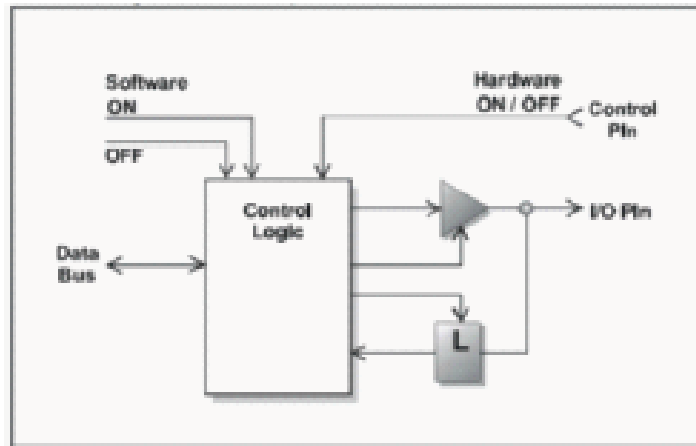 Software
ON
OFF
Hardware
ON / OFF
Control
Pin
Control
Logic
I/O Pin
Data
Bus
L